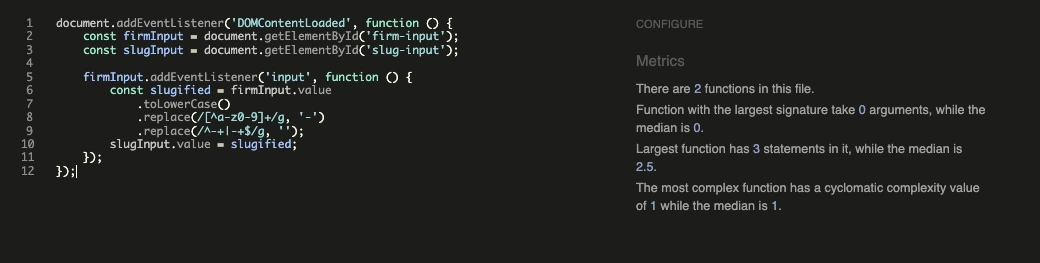 1 document.addEventListener('DOMContentLoaded', function () {
2     const firmInput = document.getElementById('firm-input');
3     const slugInput = document.getElementById('slug-input');
4
5     firmInput.addEventListener('input', function () {
6         const slugified = firmInput.value
7             .toLowerCase()
8             .replace(/[^a-z0-9]+/g, '-')
9             .replace(/^-+|-+$/g, '');
10         slugInput.value = slugified;
11     });
12 });
CONFIGURE
Metrics
There are 2 functions in this file.
Function with the largest signature take 0 arguments, while the
median is 0.
Largest function has 3 statements in it, while the median is
2.5.
The most complex function has a cyclomatic complexity value
of 1 while the median is 1.